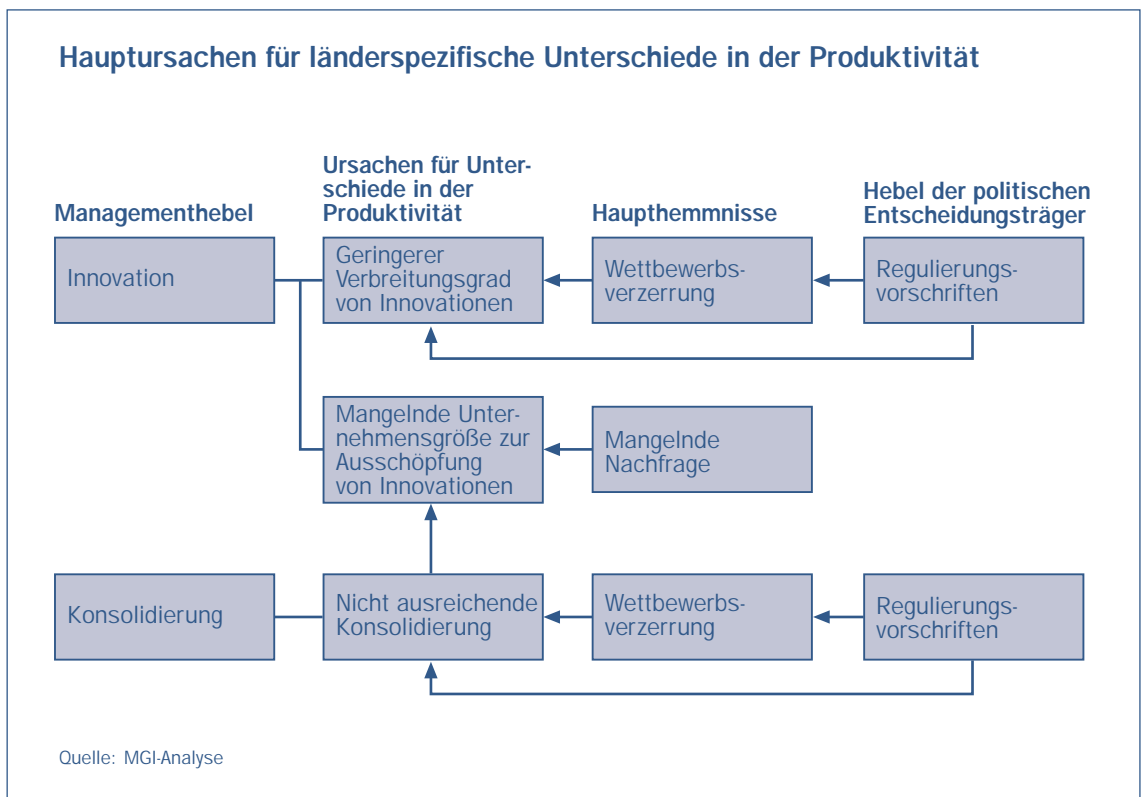 Hauptursachen für länderspezifische Unterschiede in der Produktivität
Managementhebel
Ursachen für Unter-
schiede in der
Produktivität
Haupthemmnisse
Hebel der politischen
Entscheidungsträger
Innovation
Geringerer
Verbreitungsgrad
von Innovationen
Wettbewerbs-
verzerrung
Regulierungs-
vorschriften
Mangelnde Unter-
nehmensgröße zur
Ausschöpfung
von Innovationen
Mangelnde
Nachfrage
Konsolidierung
Nicht ausreichende
Konsolidierung
Wettbewerbs-
verzerrung
Regulierungs-
vorschriften
Quelle: MGI-Analyse